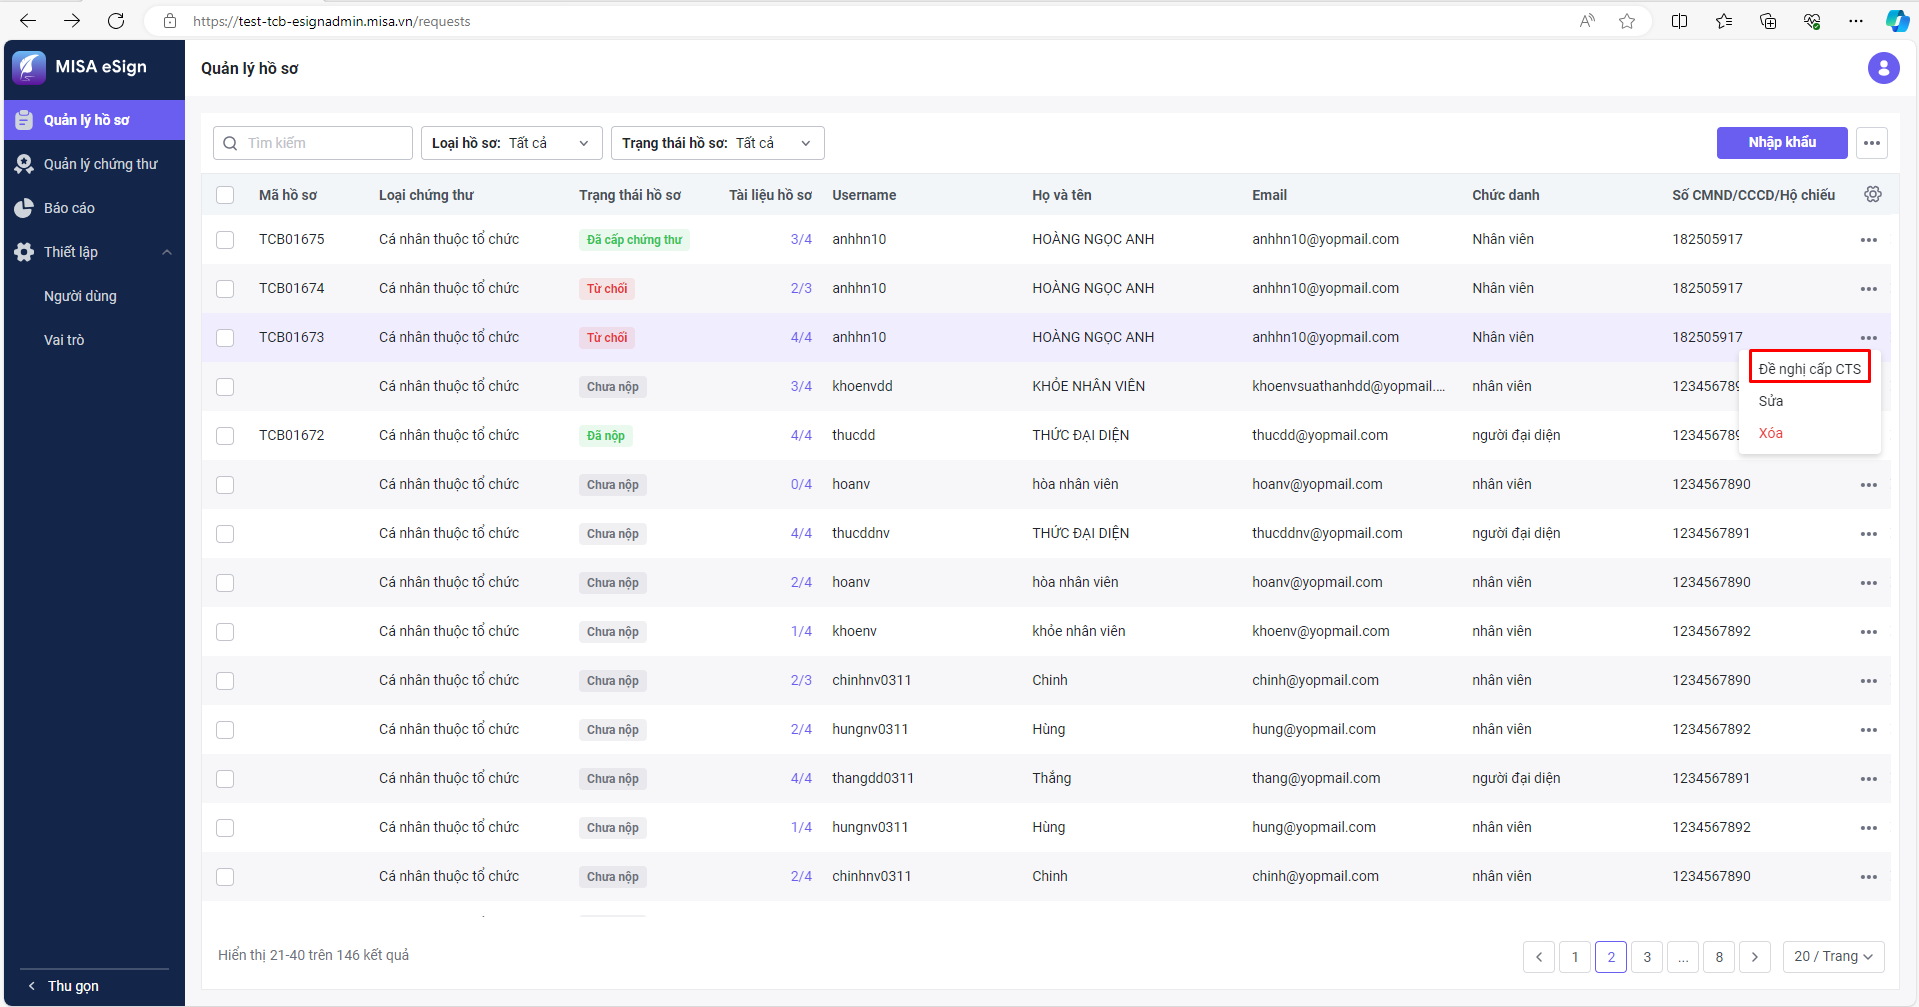 https://test-tcb-esignadmin.misa.vn/requests
MISA eSign
Quản lý hồ sơ
Quản lý hồ sơ
Quản lý chứng thư
Báo cáo
Thiết lập
Người dùng
Vai trò
Thu gọn
Tìm kiếm
Loại hồ sơ: Tất cả
Trạng thái hồ sơ: Tất cả
Nhập khẩu
Mã hồ sơ Loại chứng thư Trạng thái hồ sơ Tài liệu hồ sơ Username Họ và tên Email Chức danh Số CMND/CCCD/Hộ chiếu
TCB01675 Cá nhân thuộc tổ chức Đã cấp chứng thư 3/4 anhhn10 HOÀNG NGỌC ANH anhhn10@yopmail.com Nhân viên 182505917
TCB01674 Cá nhân thuộc tổ chức Từ chối 2/3 anhhn10 HOÀNG NGỌC ANH anhhn10@yopmail.com Nhân viên 182505917
TCB01673 Cá nhân thuộc tổ chức Từ chối 4/4 anhhn10 HOÀNG NGỌC ANH anhhn10@yopmail.com Nhân viên 182505917
Đề nghị cấp CTS
Sửa
Xóa
Cá nhân thuộc tổ chức Chưa nộp 3/4 khoenvdd KHỎE NHÂN VIÊN khoenvsuathanhdd@yopmail.... nhân viên 123456789
TCB01672 Cá nhân thuộc tổ chức Đã nộp 4/4 thucdd THỨC ĐẠI DIỆN thucdd@yopmail.com người đại diện 123456789
Cá nhân thuộc tổ chức Chưa nộp 0/4 hoanv hòa nhân viên hoanv@yopmail.com nhân viên 1234567890
Cá nhân thuộc tổ chức Chưa nộp 4/4 thucddnv THỨC ĐẠI DIỆN thucddnv@yopmail.com người đại diện 1234567891
Cá nhân thuộc tổ chức Chưa nộp 2/4 hoanv hòa nhân viên hoanv@yopmail.com nhân viên 1234567890
Cá nhân thuộc tổ chức Chưa nộp 1/4 khoenv khỏe nhân viên khoenv@yopmail.com nhân viên 1234567892
Cá nhân thuộc tổ chức Chưa nộp 2/3 chinhnv0311 Chinh chinh@yopmail.com nhân viên 1234567890
Cá nhân thuộc tổ chức Chưa nộp 2/4 hungnv0311 Hùng hung@yopmail.com nhân viên 1234567892
Cá nhân thuộc tổ chức Chưa nộp 4/4 thangdd0311 Thắng thang@yopmail.com người đại diện 1234567891
Cá nhân thuộc tổ chức Chưa nộp 1/4 hungnv0311 Hùng hung@yopmail.com nhân viên 1234567892
Cá nhân thuộc tổ chức Chưa nộp 2/4 chinhnv0311 Chinh chinh@yopmail.com nhân viên 1234567890
Hiển thị 21-40 trên 146 kết quả
1 2 3 ... 8 20 / Trang